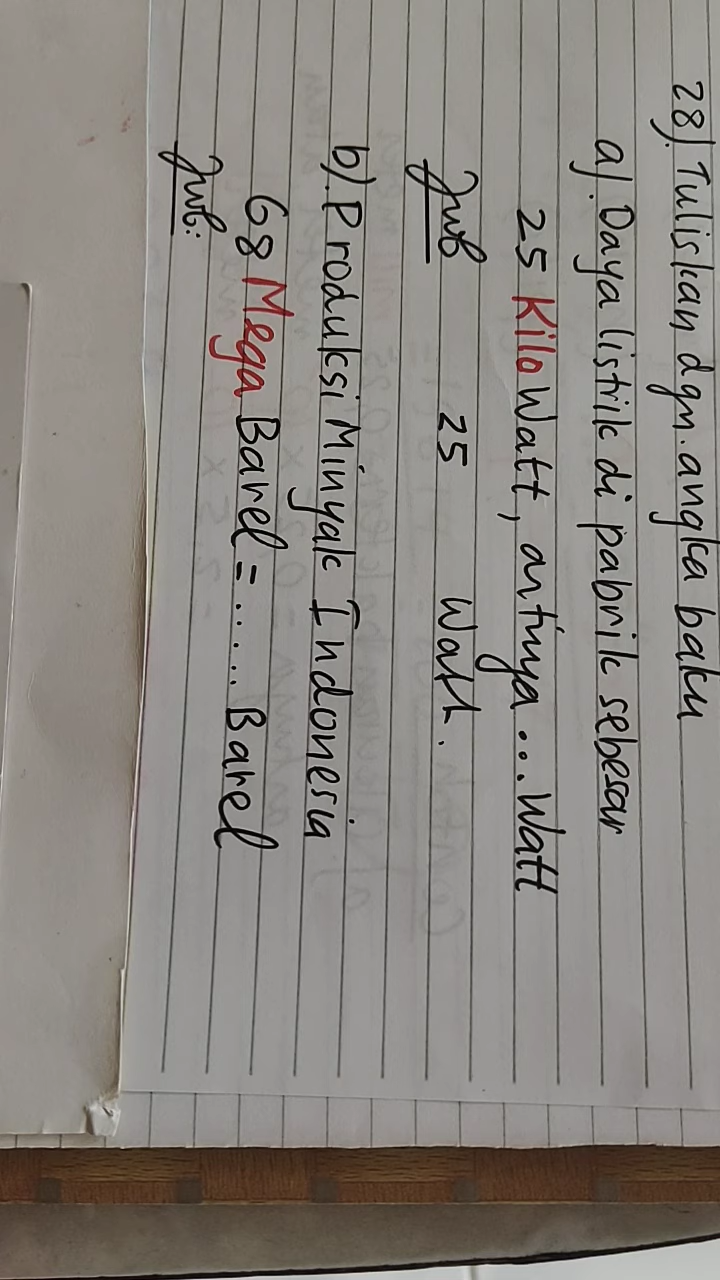 28). Tuliskan dgn. angka baku
a). Daya listrik di pabrik sebesar
25 Kilo Watt, artinya ... Watt
Jwb 25 Watt.
b). Produksi Minyak Indonesia
68 Mega Barel = ...... Barel
Jwb: